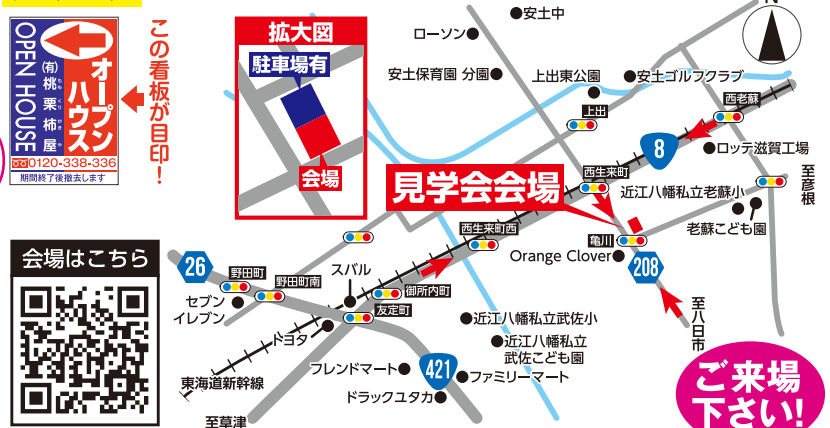 この看板が目印!
オープン
ハウス
(有)桃栗柿屋
もも くり かき や
OPEN HOUSE
0120-338-336
期間終了後撤去します
会場はこちら
拡大図
駐車場有
会場
N
安土中
ローソン
安土保育園 分園
上出東公園
安土ゴルフクラブ
上出
西老蘇
8
ロッテ滋賀工場
西生来町
至彦根
見学会会場
近江八幡私立老蘇小
老蘇こども園
西生来町西
亀川
Orange Clover
208
26
野田町
野田町南
スバル
御所内町
セブン
イレブン
友定町
トヨタ
近江八幡私立武佐小
近江八幡私立
武佐こども園
至八日市
フレンドマート
421
ファミリーマート
東海道新幹線
ドラックユタカ
至草津
ご来場
下さい!